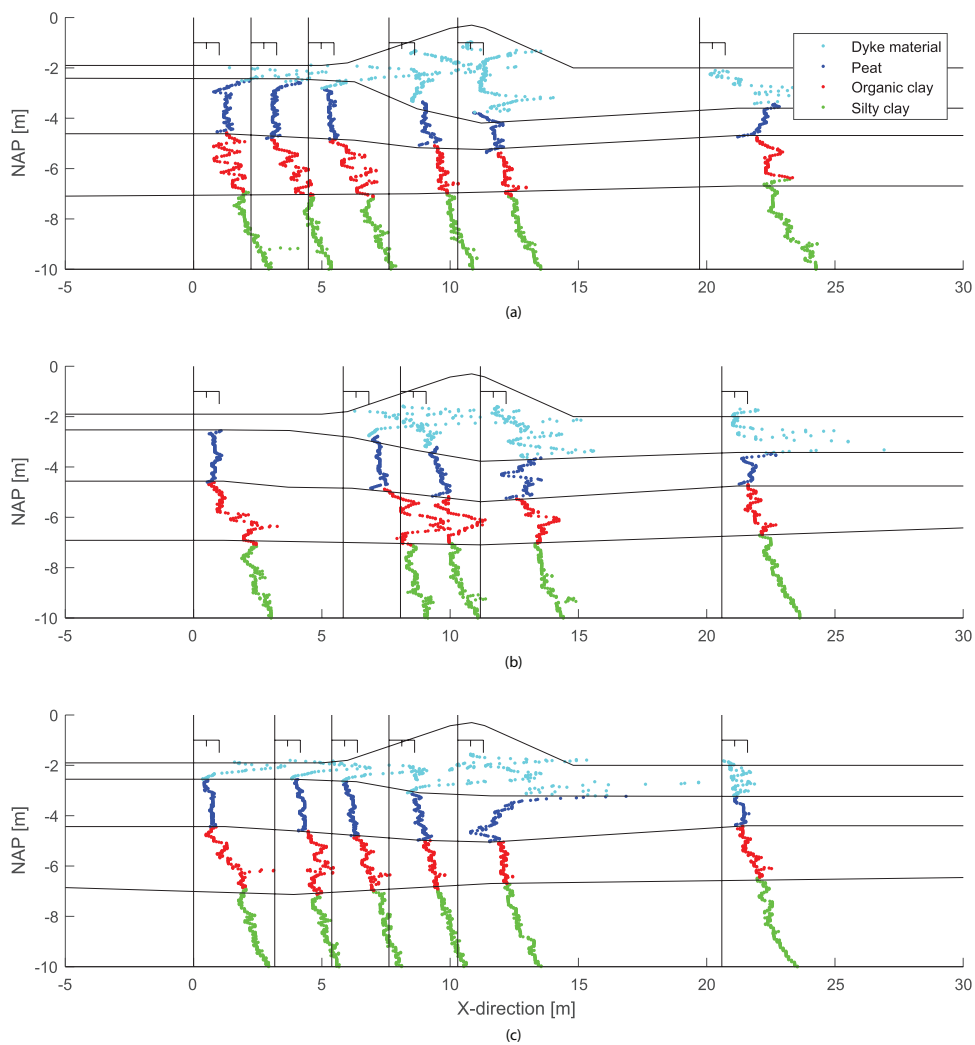 0
-2
-4
-6
-8
-10
NAP [m]
Dyke material
Peat
Organic clay
Silty clay
-5 0 5 10 15 20 25 30
(a)
0
-2
-4
-6
-8
-10
NAP [m]
-5 0 5 10 15 20 25 30
(b)
0
-2
-4
-6
-8
-10
NAP [m]
-5 0 5 10 15 20 25 30
X-direction [m]
(c)